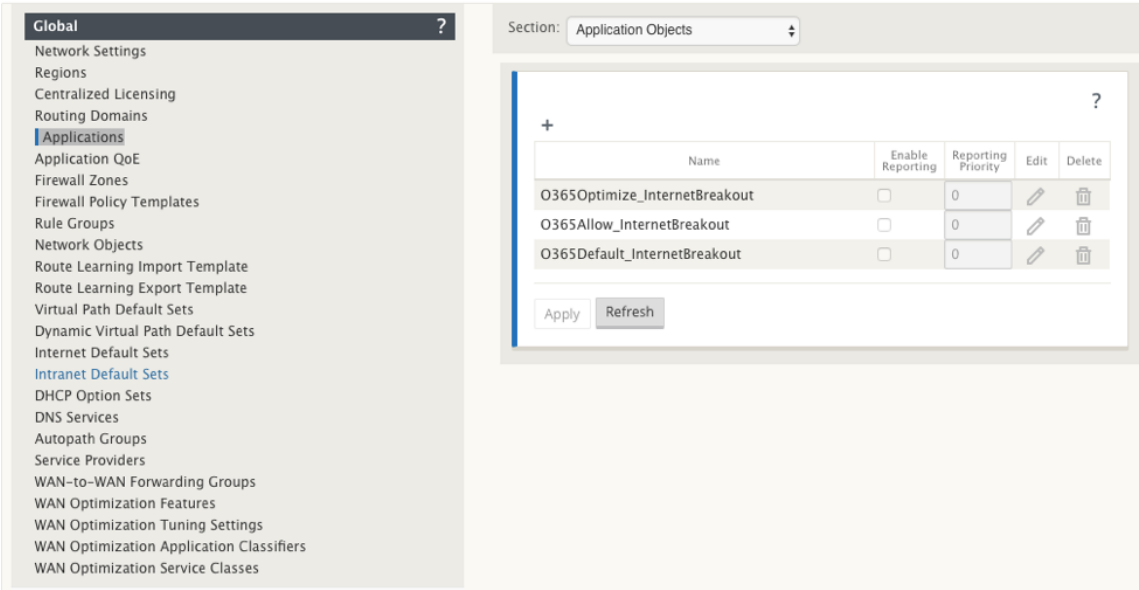 Global ?
Network Settings
Regions
Centralized Licensing
Routing Domains
Applications
Application QoE
Firewall Zones
Firewall Policy Templates
Rule Groups
Network Objects
Route Learning Import Template
Route Learning Export Template
Virtual Path Default Sets
Dynamic Virtual Path Default Sets
Internet Default Sets
Intranet Default Sets
DHCP Option Sets
DNS Services
Autopath Groups
Service Providers
WAN-to-WAN Forwarding Groups
WAN Optimization Features
WAN Optimization Tuning Settings
WAN Optimization Application Classifiers
WAN Optimization Service Classes
Section: Application Objects
?
+
Name Enable Reporting Reporting Priority Edit Delete
O365Optimize_InternetBreakout 0
O365Allow_InternetBreakout 0
O365Default_InternetBreakout 0
Apply Refresh